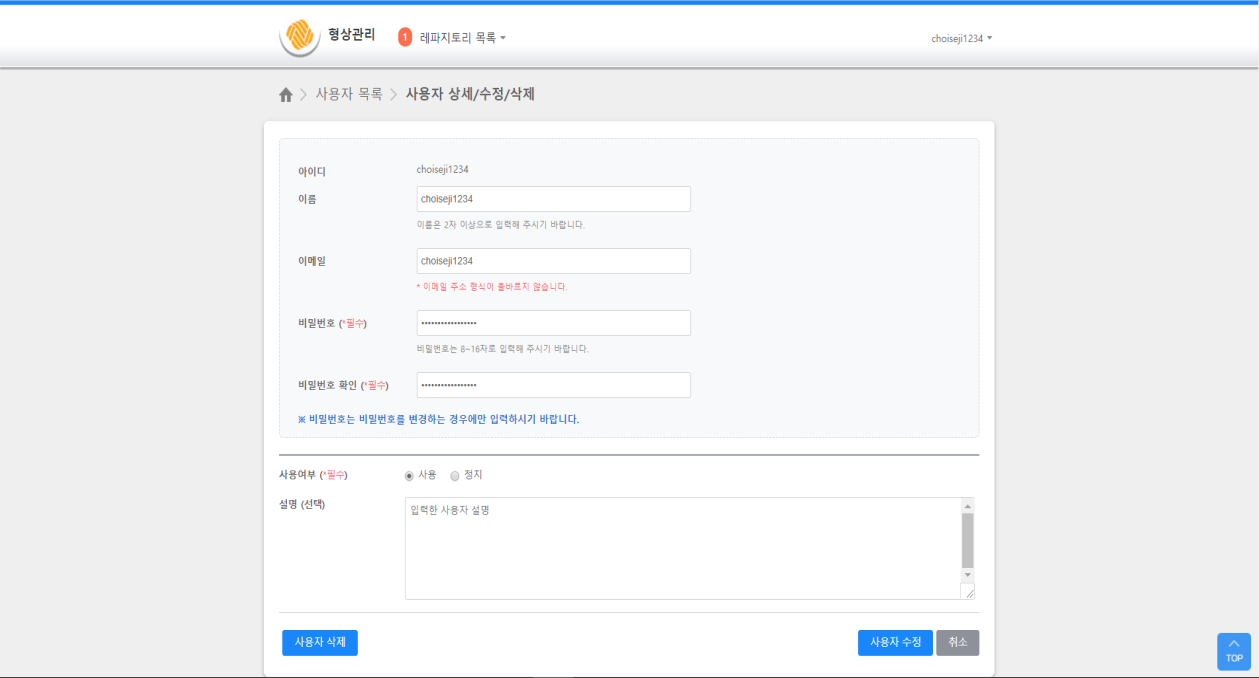 형상관리 1 레파지토리 목록 choiseji1234
사용자 목록 사용자 상세/수정/삭제
아이디 choiseji1234
이름 choiseji1234
이름은 2자 이상으로 입력해 주시기 바랍니다.
이메일 choiseji1234
* 이메일 주소 형식이 올바르지 않습니다.
비밀번호 (*필수) •••••••••••••••••
비밀번호는 8~16자로 입력해 주시기 바랍니다.
비밀번호 확인 (*필수) •••••••••••••••••
※ 비밀번호는 비밀번호를 변경하는 경우에만 입력하시기 바랍니다.
사용여부 (*필수) 사용 정지
설명 (선택) 입력한 사용자 설명
사용자 삭제 사용자 수정 취소
TOP